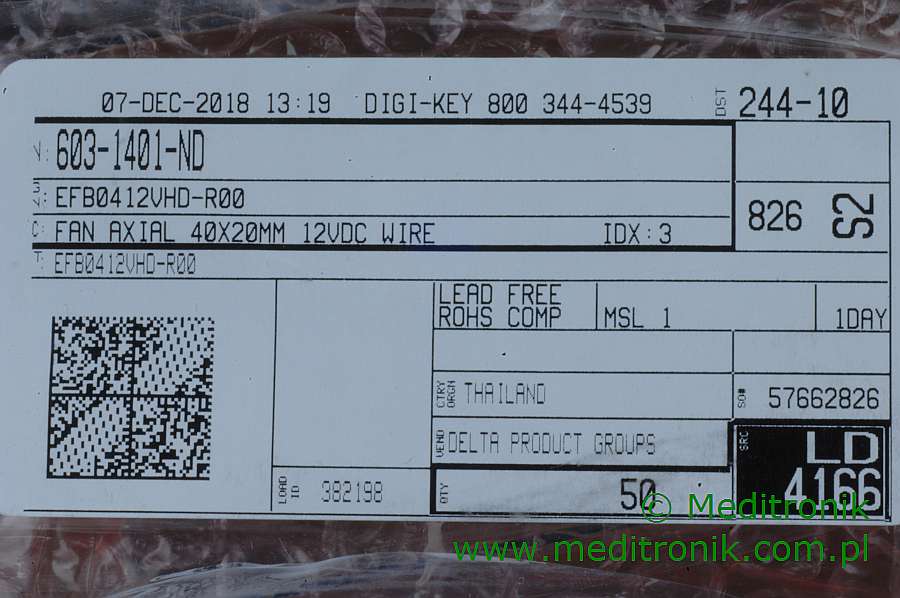 07-DEC-2018 13:19 DIGI-KEY 800 344-4539 DST 244-10
V: 603-1401-ND
EFB0412VHD-R00
826 S2
C: FAN AXIAL 40X20MM 12VDC WIRE IDX:3
T: EFB0412VHD-R00
LEAD FREE
ROHS COMP MSL 1 1DAY
CTRY ORGN THAILAND SO# 57662826
VEND DELTA PRODUCT GROUPS SRC LD
LOAD ID 382198 QTY 50 4166
© Meditronik
www.meditronik.com.pl